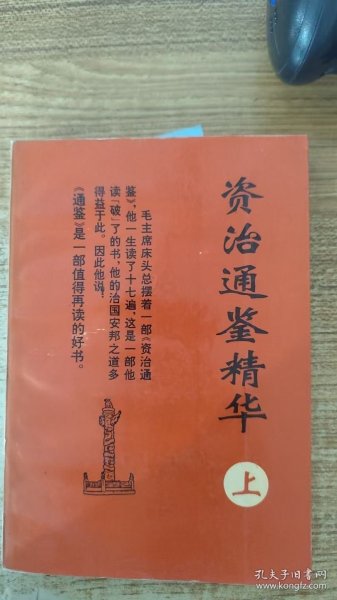 资治通鉴精华
上
毛主席床头总摆着一部《资治通
鉴》，他一生读了十七遍，这是一部他
读“破”了的书，他的治国安邦之道多
得益于此。因此他说：
《通鉴》是一部值得再读的好书。
孔夫子旧书网
www.kongfz.com